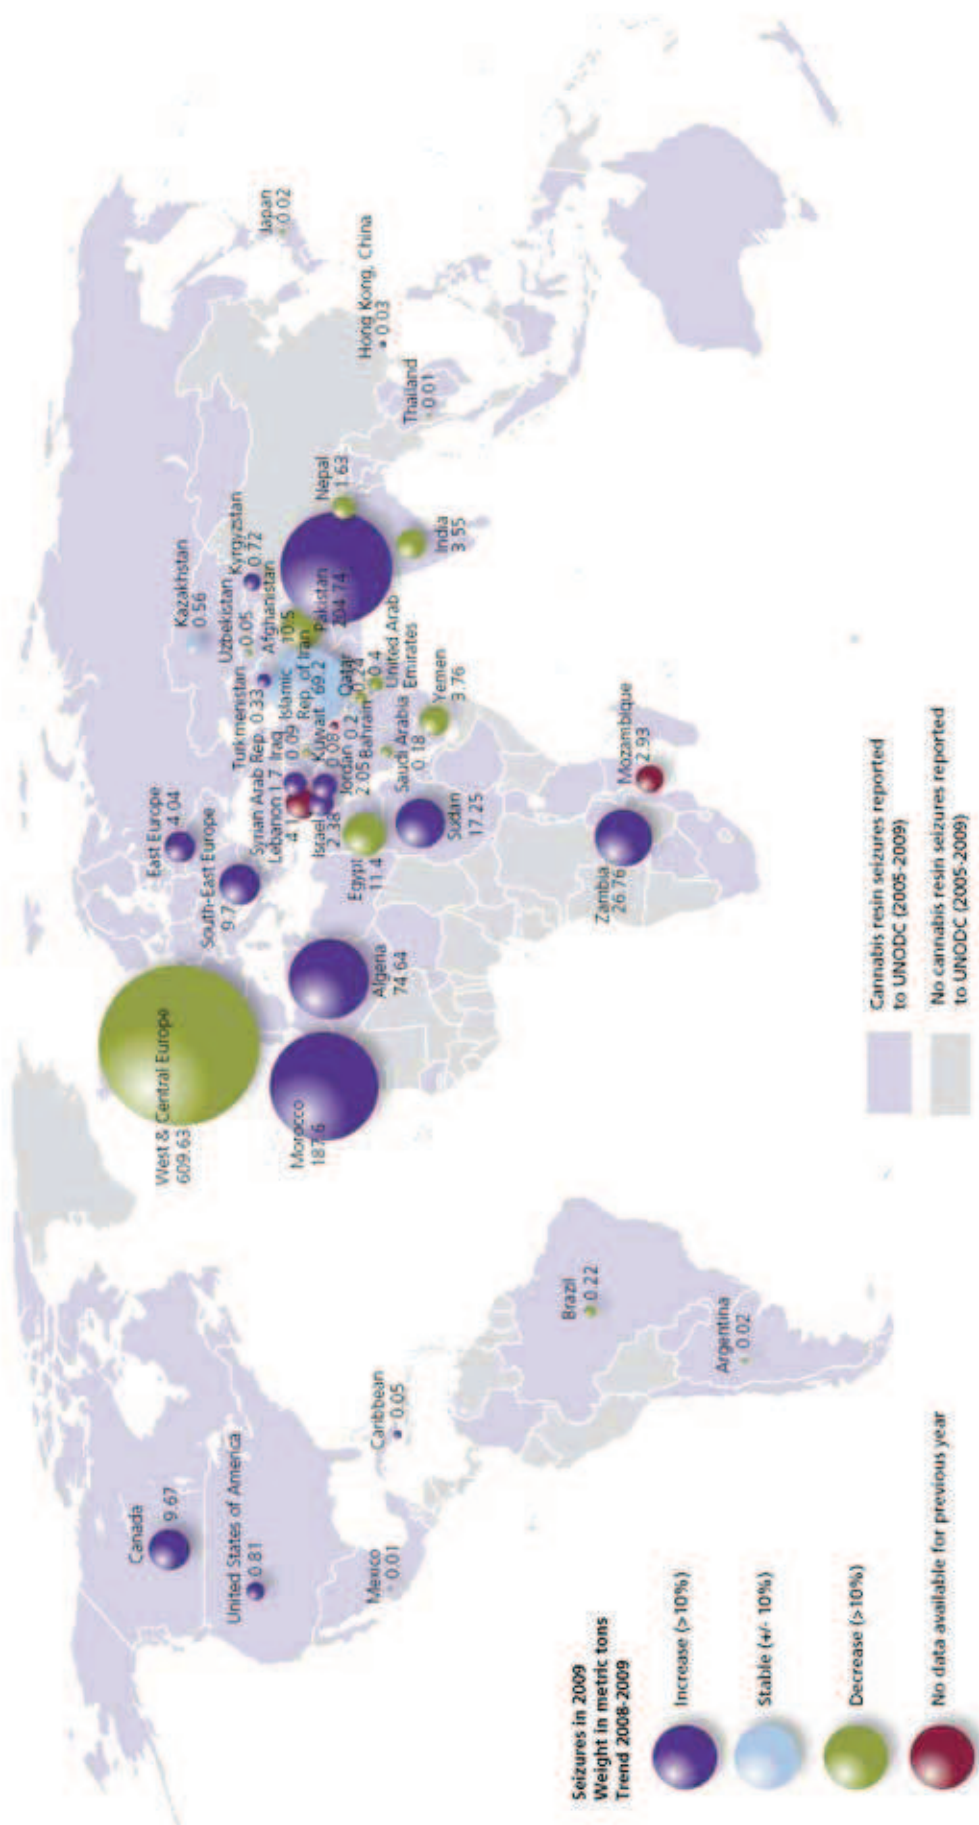 Canada
9.67
United States of America
0.81
Mexico
0.01
Caribbean
0.05
Brazil
0.22
Argentina
0.02
West & Central Europe
609.63
East Europe
4.04
South-East Europe
9.7
Morocco
187.6
Algeria
74.64
Egypt
11.4
Sudan
17.25
Zambia
26.76
Mozambique
2.93
Syrian Arab Rep.
Lebanon 1.7
4.1
Israel
2.38
Jordan
2.05
Iraq
0.09
Kuwait
0.08
0.2
Bahrain
Saudi Arabia
0.18
Qatar
0.24
United Arab
Emirates
0.4
Yemen
3.76
Turkmenistan
0.33
Islamic
Rep. of Iran
69.2
Uzbekistan
0.05
Afghanistan
10.5
Kazakhstan
0.56
Kyrgyzstan
0.72
Pakistan
204.74
Nepal
1.63
India
3.55
Thailand
0.01
Hong Kong, China
0.03
Japan
0.02
Seizures in 2009
Weight in metric tons
Trend 2008-2009
Increase (>10%)
Stable (+/- 10%)
Decrease (>10%)
No data available for previous year
Cannabis resin seizures reported
to UNODC (2005-2009)
No cannabis resin seizures reported
to UNODC (2005-2009)